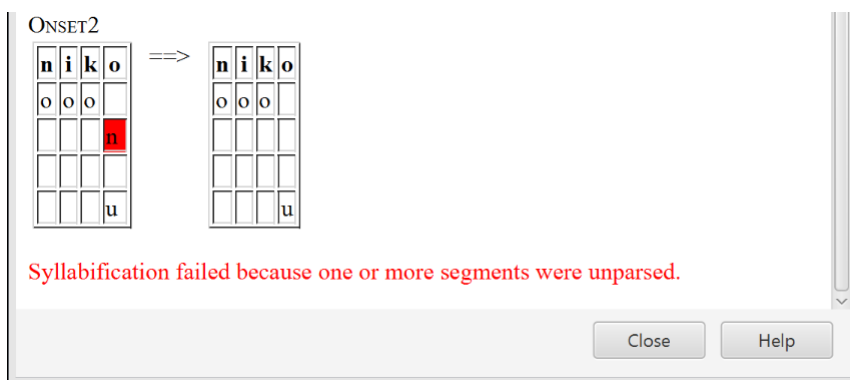 ONSET2
n i k o ==> n i k o
o o o o o o
n
u u
Syllabification failed because one or more segments were unparsed.
Close Help